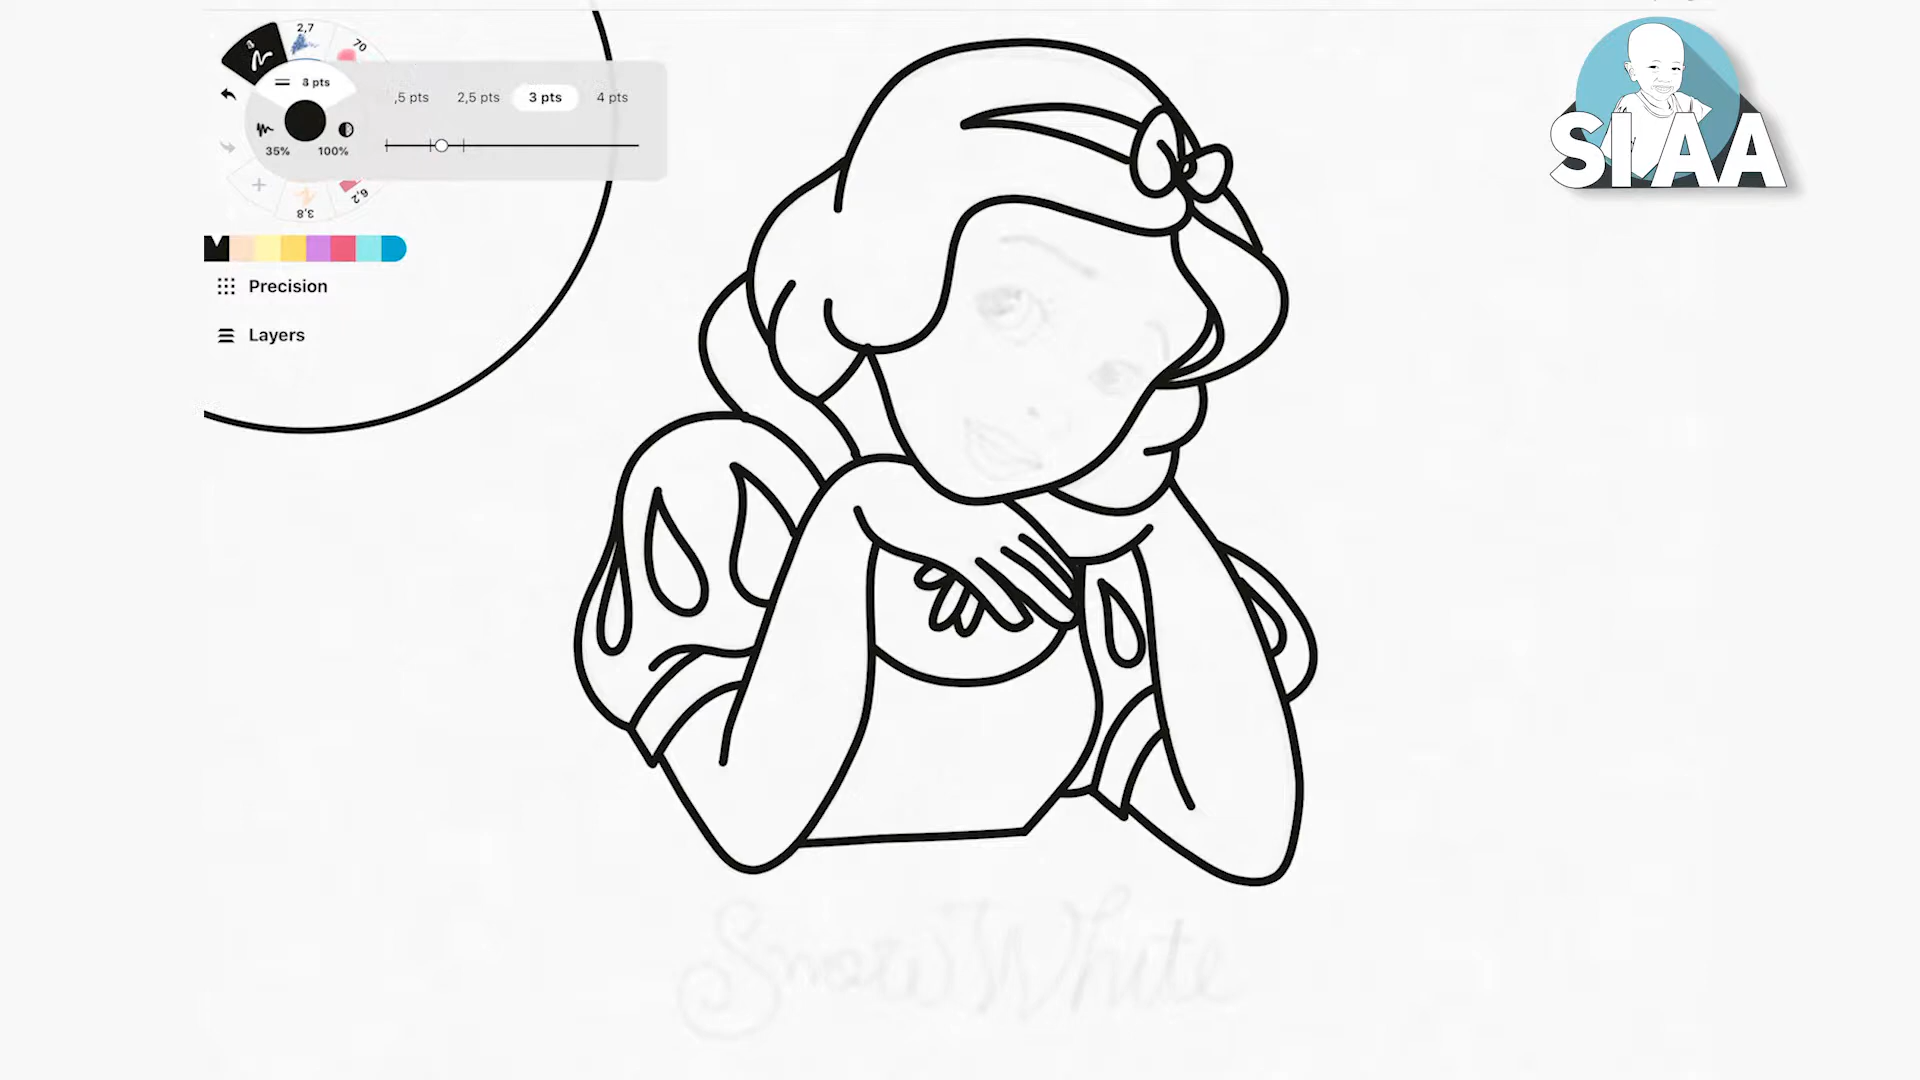 2,7
70
3 pts
,5 pts 2,5 pts 3 pts 4 pts
35% 100%
3,8
6,2
Precision
Layers
SIAA
Snow White